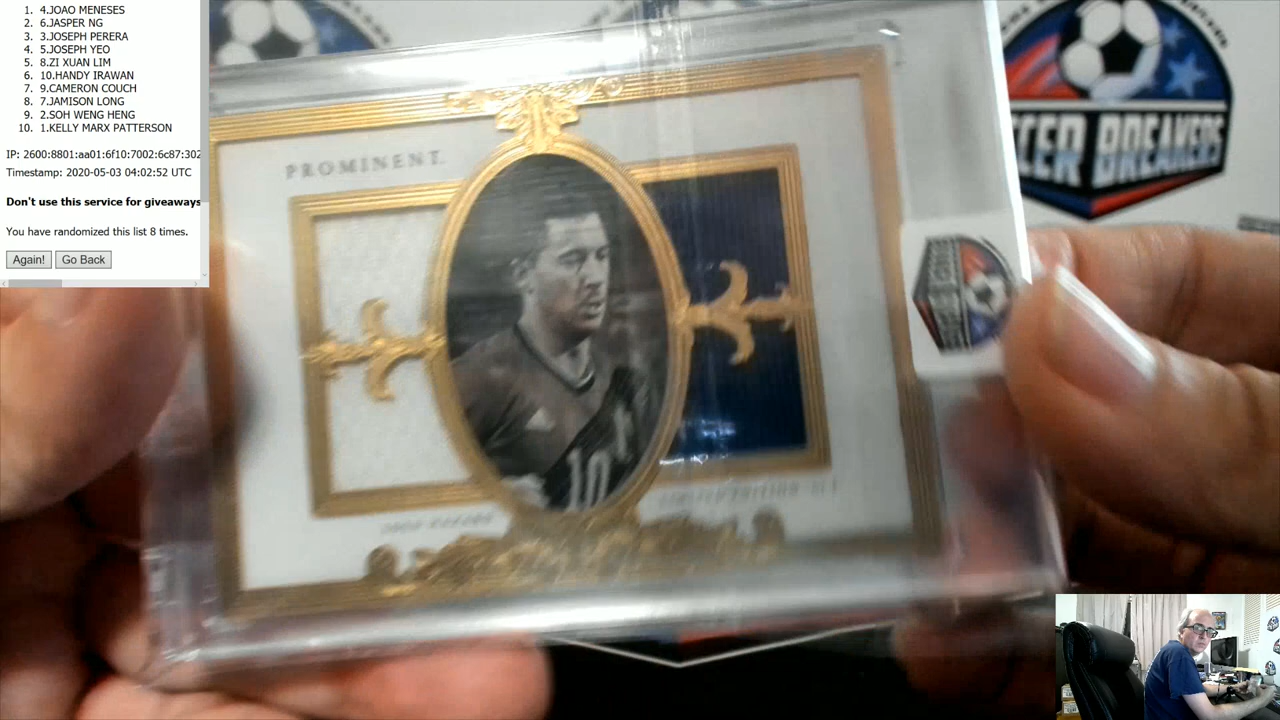 1. 4.JOAO MENESES
2. 6.JASPER NG
3. 3.JOSEPH PERERA
4. 5.JOSEPH YEO
5. 8.ZI XUAN LIM
6. 10.HANDY IRAWAN
7. 9.CAMERON COUCH
8. 7.JAMISON LONG
9. 2.SOH WENG HENG
10. 1.KELLY MARX PATTERSON
IP: 2600:8801:aa01:6f10:7002:6c87:302
Timestamp: 2020-05-03 04:02:52 UTC
Don't use this service for giveaways
You have randomized this list 8 times.
Again! Go Back
PROMINENT
10
LIMITED EDITION
CER BREAKERS